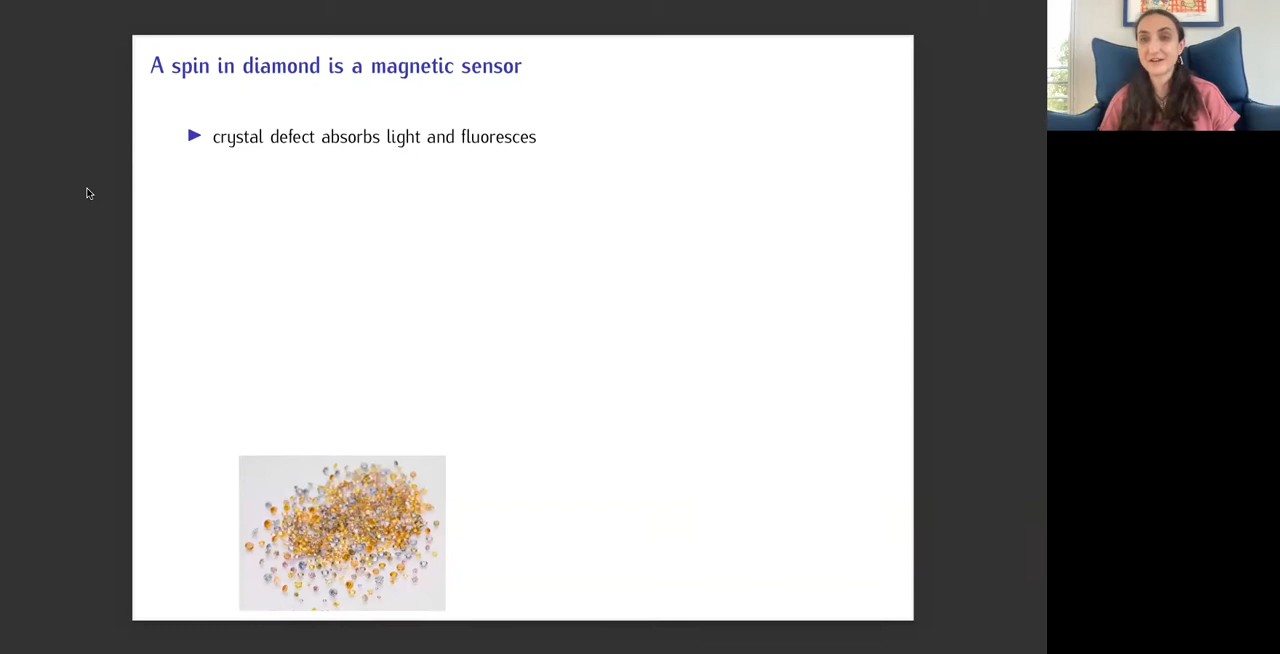 A spin in diamond is a magnetic sensor
crystal defect absorbs light and fluoresces